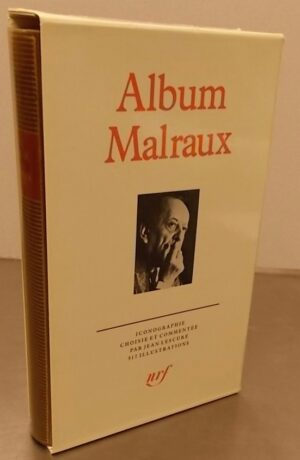 Album
Malraux
ICONOGRAPHIE
CHOISIE ET COMMENTÉE
PAR JEAN LESCURE
517 ILLUSTRATIONS
nrf